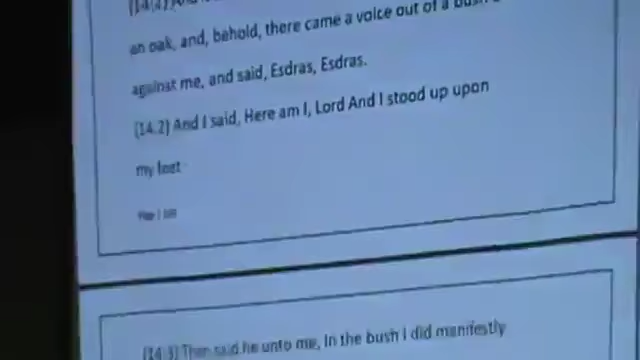 an oak, and, behold, there came a voice out of a bush
against me, and said, Esdras, Esdras.
(14.2) And I said, Here am I, Lord And I stood up upon
my feet
(14.3) Then said he unto me, In the bush I did manifestly